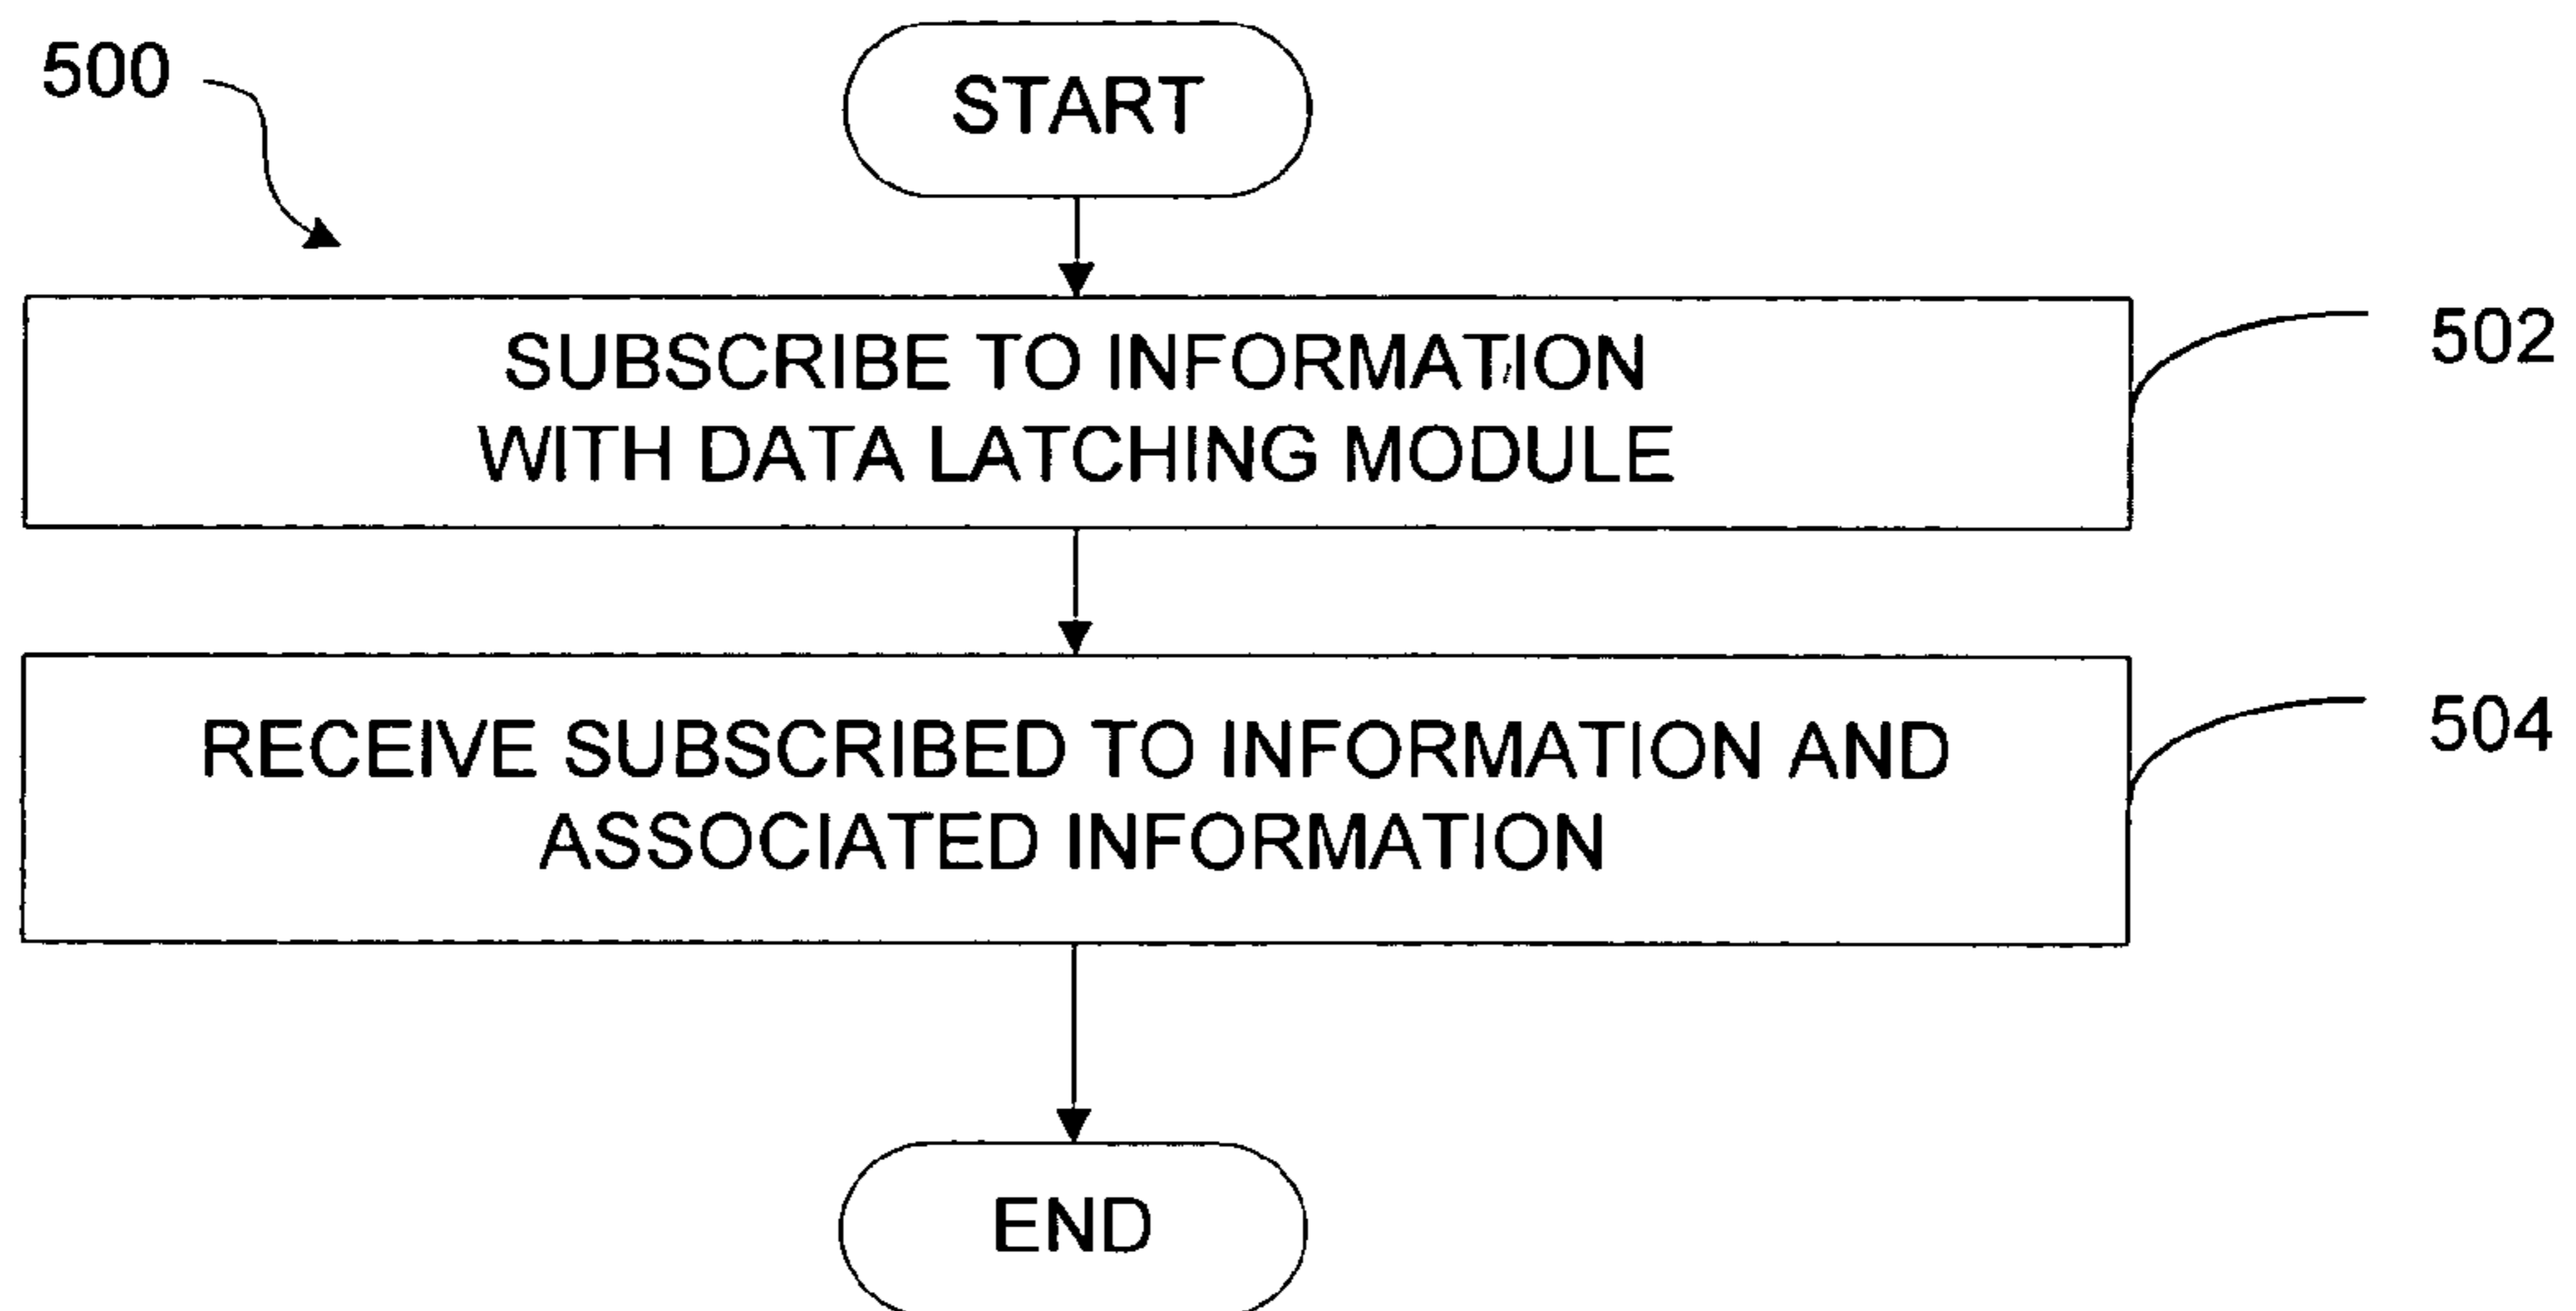 500
START
SUBSCRIBE TO INFORMATION
WITH DATA LATCHING MODULE
502
RECEIVE SUBSCRIBED TO INFORMATION AND
ASSOCIATED INFORMATION
504
END